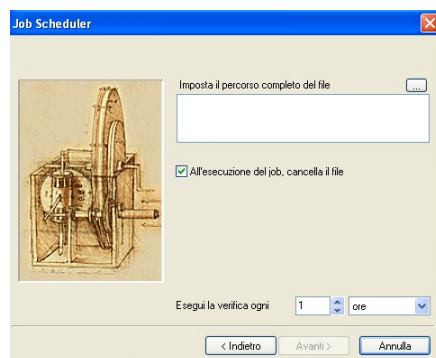 Job Scheduler
Imposta il percorso completo del file
...
All'esecuzione del job, cancella il file
Esegui la verifica ogni 1 ore
< Indietro Avanti > Annulla